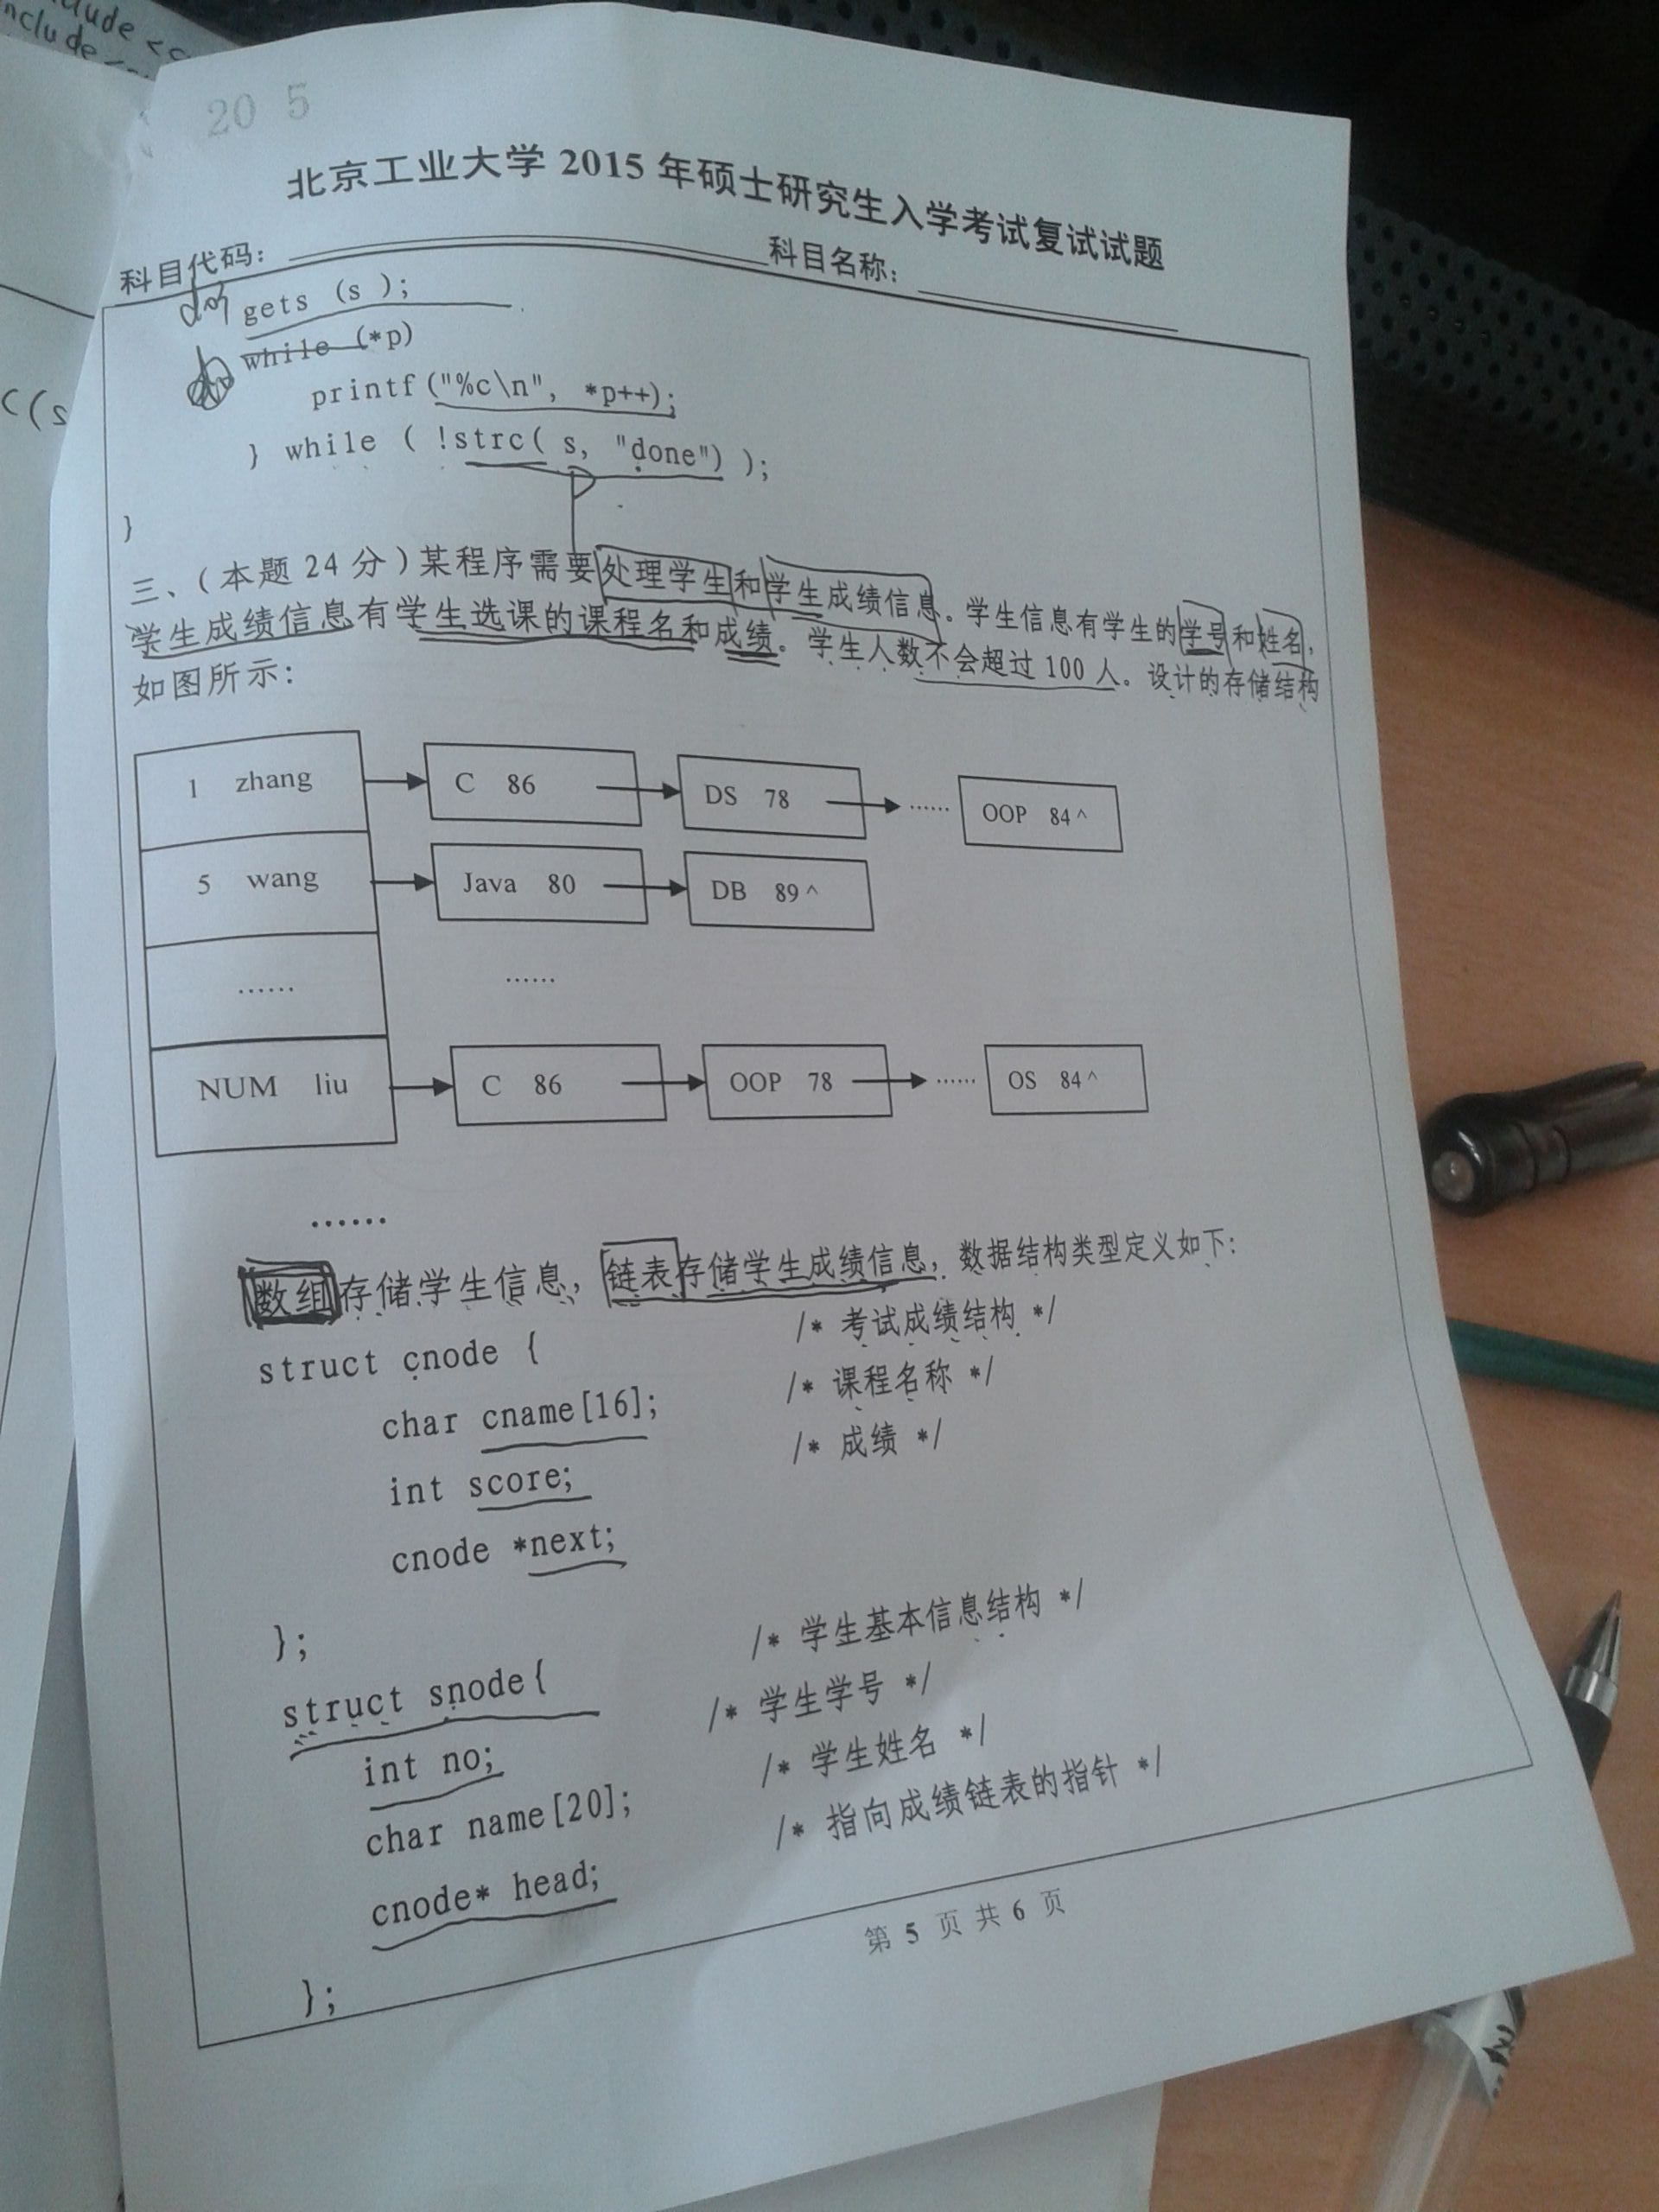 clude <c
nclude <
C(s
20 5
北京工业大学 2015 年硕士研究生入学考试复试试题
科目代码: 科目名称:
gets (s );
while (*p)
printf("%c\n", *p++);
} while ( !strc( s, "done") );
}
三、(本题 24 分)某程序需要处理学生和学生成绩信息。学生信息有学生的学号和姓名,
学生成绩信息有学生选课的课程名和成绩。学生人数不会超过 100 人。设计的存储结构
如图所示:
1 zhang C 86 DS 78 ...... OOP 84 ^
5 wang Java 80 DB 89 ^
...... ......
NUM liu C 86 OOP 78 ...... OS 84 ^
......
数组存储学生信息, 链表存储学生成绩信息, 数据结构类型定义如下:
struct cnode { /* 考试成绩结构 */
char cname[16]; /* 课程名称 */
int score; /* 成绩 */
cnode *next;
};
struct snode{ /* 学生基本信息结构 */
int no; /* 学生学号 */
char name[20]; /* 学生姓名 */
cnode* head; /* 指向成绩链表的指针 */
};
第 5 页 共 6 页